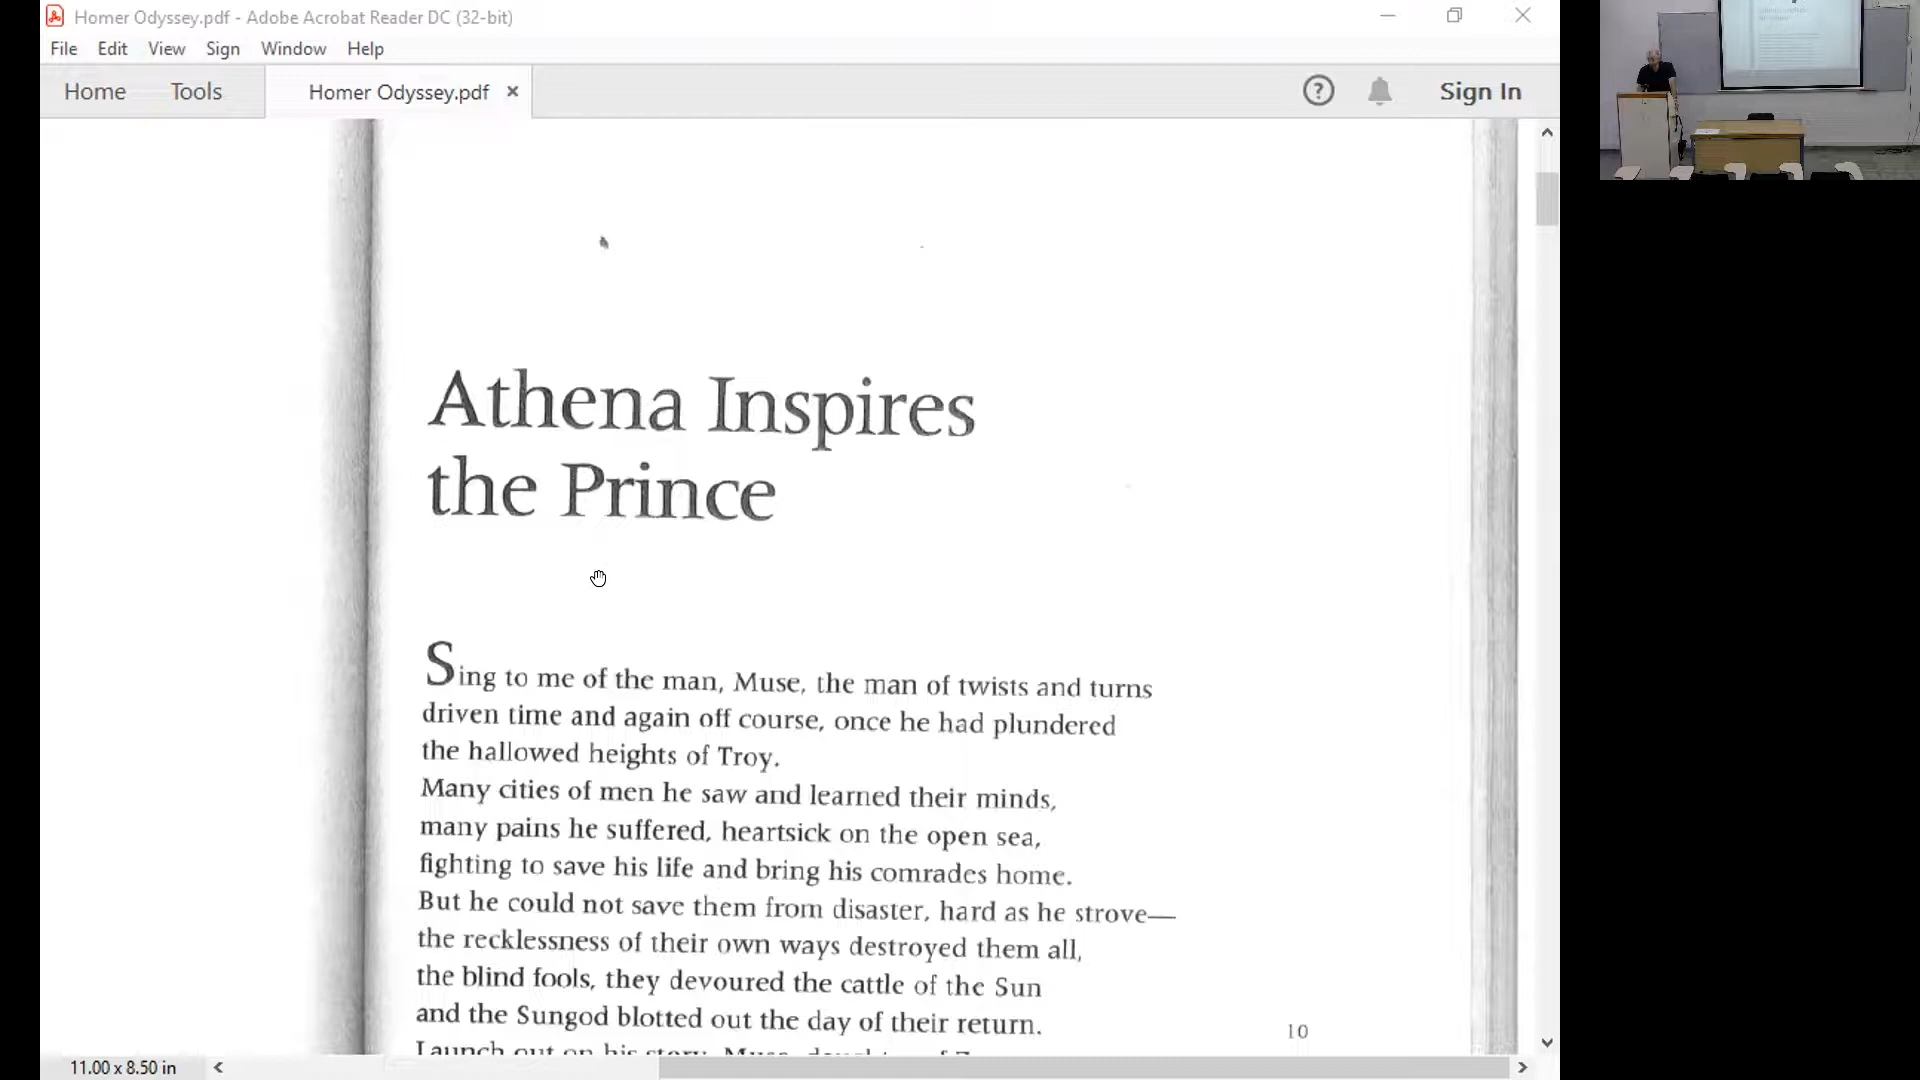 Homer Odyssey.pdf - Adobe Acrobat Reader DC (32-bit)
File Edit View Sign Window Help
Home Tools Homer Odyssey.pdf × Sign In
Athena Inspires
the Prince
Sing to me of the man, Muse, the man of twists and turns
driven time and again off course, once he had plundered
the hallowed heights of Troy.
Many cities of men he saw and learned their minds,
many pains he suffered, heartsick on the open sea,
fighting to save his life and bring his comrades home.
But he could not save them from disaster, hard as he strove—
the recklessness of their own ways destroyed them all,
the blind fools, they devoured the cattle of the Sun
and the Sungod blotted out the day of their return. 10
Launch out on his story, Muse,
11.00 x 8.50 in